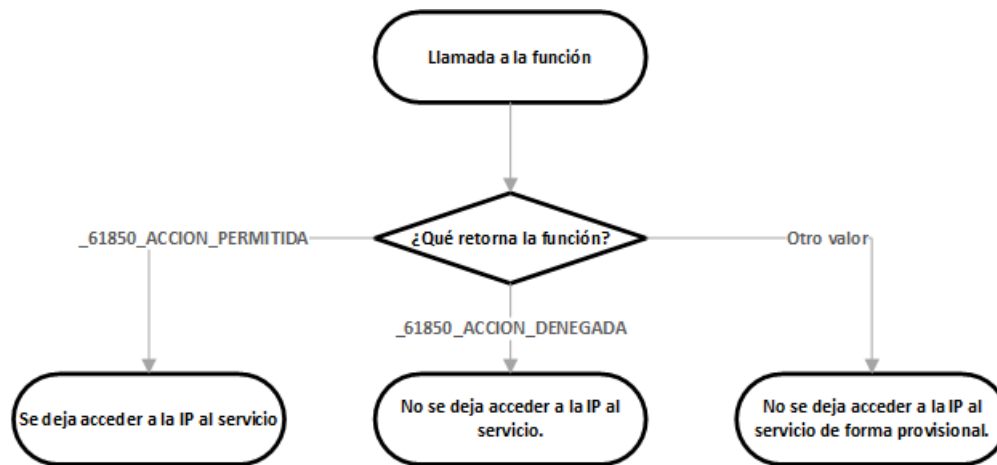 Llamada a la función
¿Qué retorna la función?
_61850_ACCION_PERMITIDA
Otro valor
_61850_ACCION_DENEGADA
Se deja acceder a la IP al servicio
No se deja acceder a la IP al
servicio.
No se deja acceder a la IP al
servicio de forma provisional.